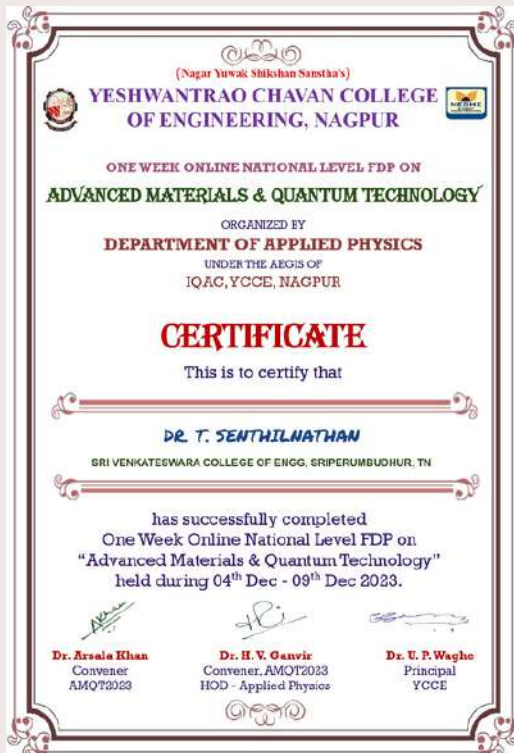 (Nagar Yuwak Shikshan Sanstha's)
YESHWANTRAO CHAVAN COLLEGE
OF ENGINEERING, NAGPUR
ONE WEEK ONLINE NATIONAL LEVEL FDP ON
ADVANCED MATERIALS & QUANTUM TECHNOLOGY
ORGANIZED BY
DEPARTMENT OF APPLIED PHYSICS
UNDER THE AEGIS OF
IQAC, YCCE, NAGPUR
CERTIFICATE
This is to certify that
DR. T. SENTHILNATHAN
SRI VENKATESWARA COLLEGE OF ENGG, SRIPERUMBUDHUR, TN
has successfully completed
One Week Online National Level FDP on
“Advanced Materials & Quantum Technology”
held during 04th Dec - 09th Dec 2023.
Dr. Arsala Khan Dr. H. V. Ganvir Dr. U. P. Waghe
Convener Convener, AMQT2023 Principal
AMQT2023 HOD - Applied Physics YCCE